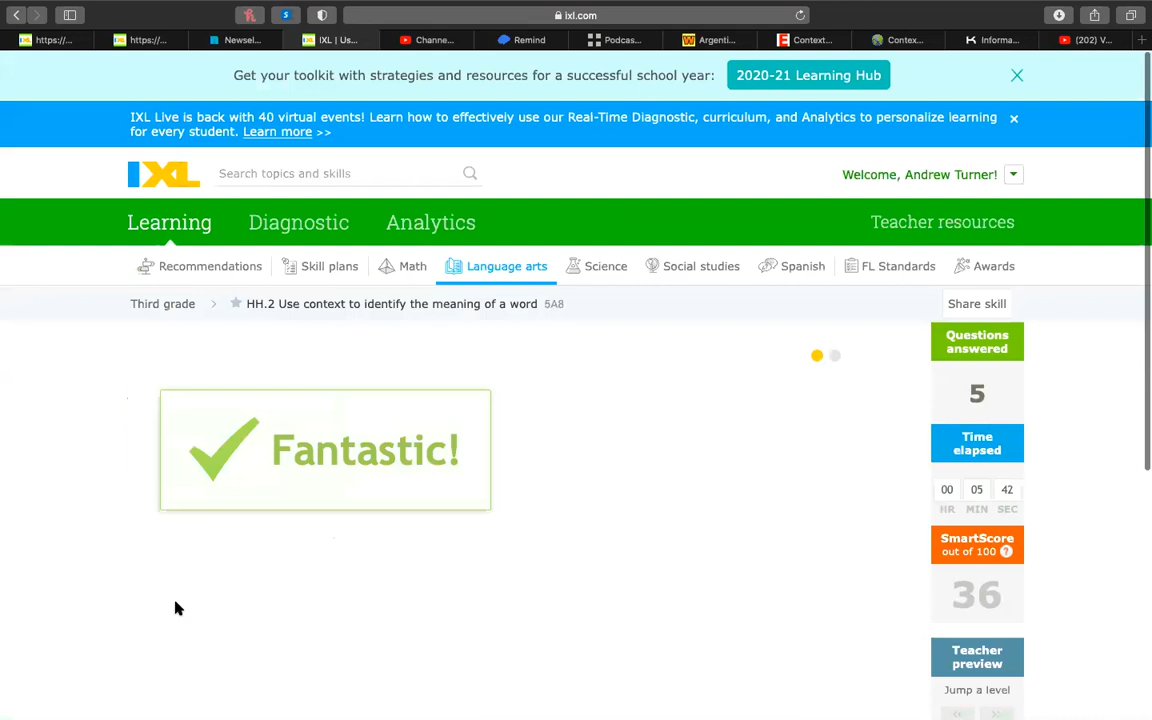 ixl.com
https://...
https://...
Newsel...
IXL | Us...
Channe...
Remind
Podcas...
Argenti...
Context...
Contex...
Informa...
(202) V...
Get your toolkit with strategies and resources for a successful school year:
2020-21 Learning Hub
IXL Live is back with 40 virtual events! Learn how to effectively use our Real-Time Diagnostic, curriculum, and Analytics to personalize learning
for every student. Learn more >>
IXL
Search topics and skills
Welcome, Andrew Turner!
Learning
Diagnostic
Analytics
Teacher resources
Recommendations
Skill plans
Math
Language arts
Science
Social studies
Spanish
FL Standards
Awards
Third grade
HH.2 Use context to identify the meaning of a word 5A8
Share skill
Questions
answered
5
Fantastic!
Time
elapsed
00 05 42
HR MIN SEC
SmartScore
out of 100 ?
36
Teacher
preview
Jump a level
<< >>